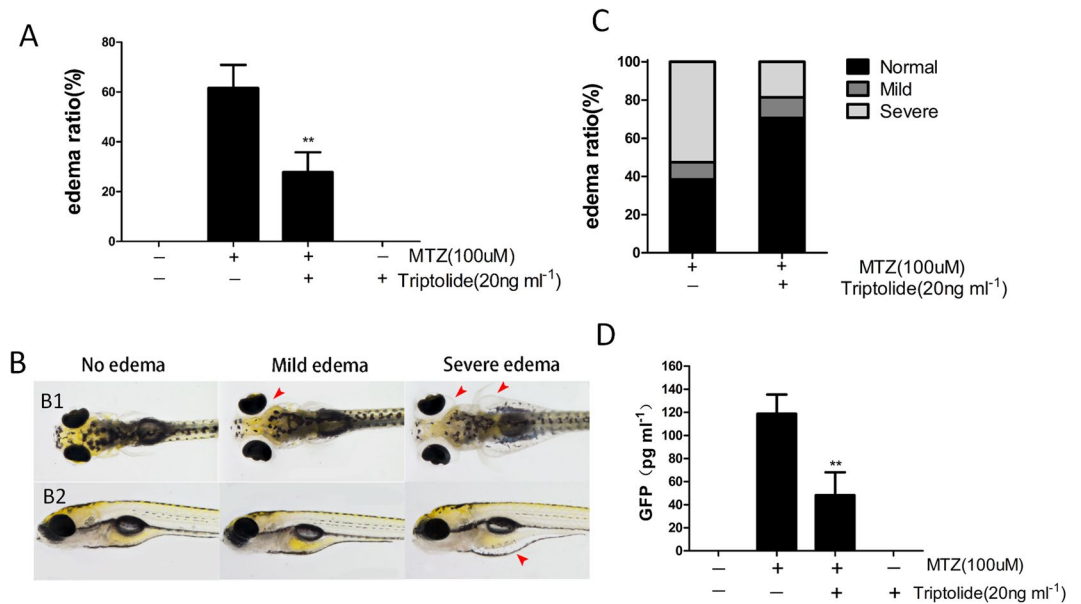 A
80
60
40
20
0
edema ratio(%)
**
– + + – MTZ(100uM)
– – + + Triptolide(20ng ml-1)
C
100
80
60
40
20
0
edema ratio(%)
Normal
Mild
Severe
+ + MTZ(100uM)
– + Triptolide(20ng ml-1)
B
No edema Mild edema Severe edema
B1
B2
D
160
140
120
100
80
60
40
20
0
GFP (pg ml-1)
**
– + + – MTZ(100uM)
– – + + Triptolide(20ng ml-1)